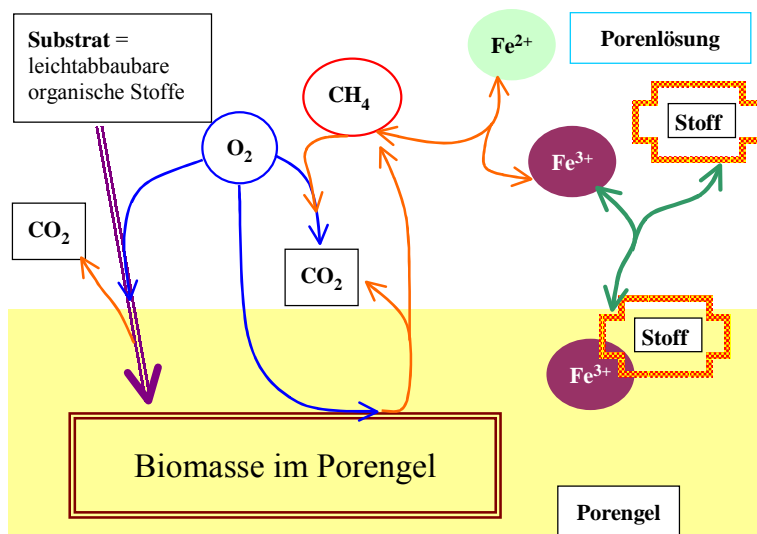 Substrat =
leichtabbaubare
organische Stoffe
Fe²⁺
Porenlösung
CH₄
Stoff
O₂
Fe³⁺
CO₂
CO₂
Stoff
Fe³⁺
Biomasse im Porengel
Porengel